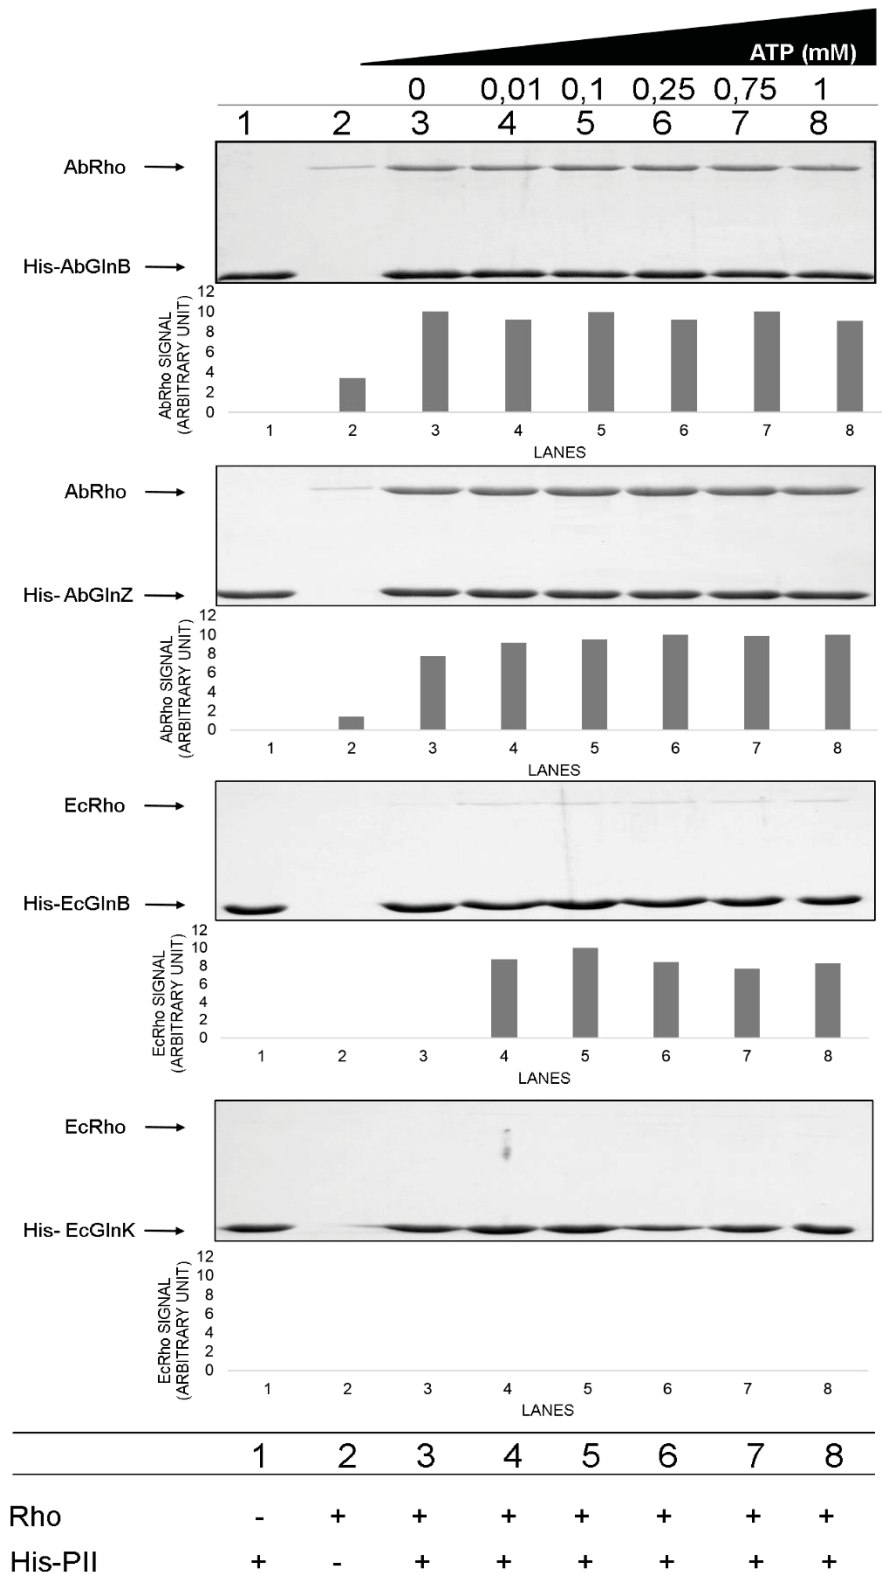 ATP (mM)
0 0,01 0,1 0,25 0,75 1
1 2 3 4 5 6 7 8
AbRho
His-AbGlnB
AbRho SIGNAL
(ARBITRARY UNIT)
12
10
8
6
4
2
0
1 2 3 4 5 6 7 8
LANES
AbRho
His- AbGlnZ
AbRho SIGNAL
(ARBITRARY UNIT)
12
10
8
6
4
2
0
1 2 3 4 5 6 7 8
LANES
EcRho
His-EcGlnB
EcRho SIGNAL
(ARBITRARY UNIT)
12
10
8
6
4
2
0
1 2 3 4 5 6 7 8
LANES
EcRho
His- EcGlnK
EcRho SIGNAL
(ARBITRARY UNIT)
12
10
8
6
4
2
0
1 2 3 4 5 6 7 8
LANES
1 2 3 4 5 6 7 8
Rho - + + + + + + +
His-PII + - + + + + + +